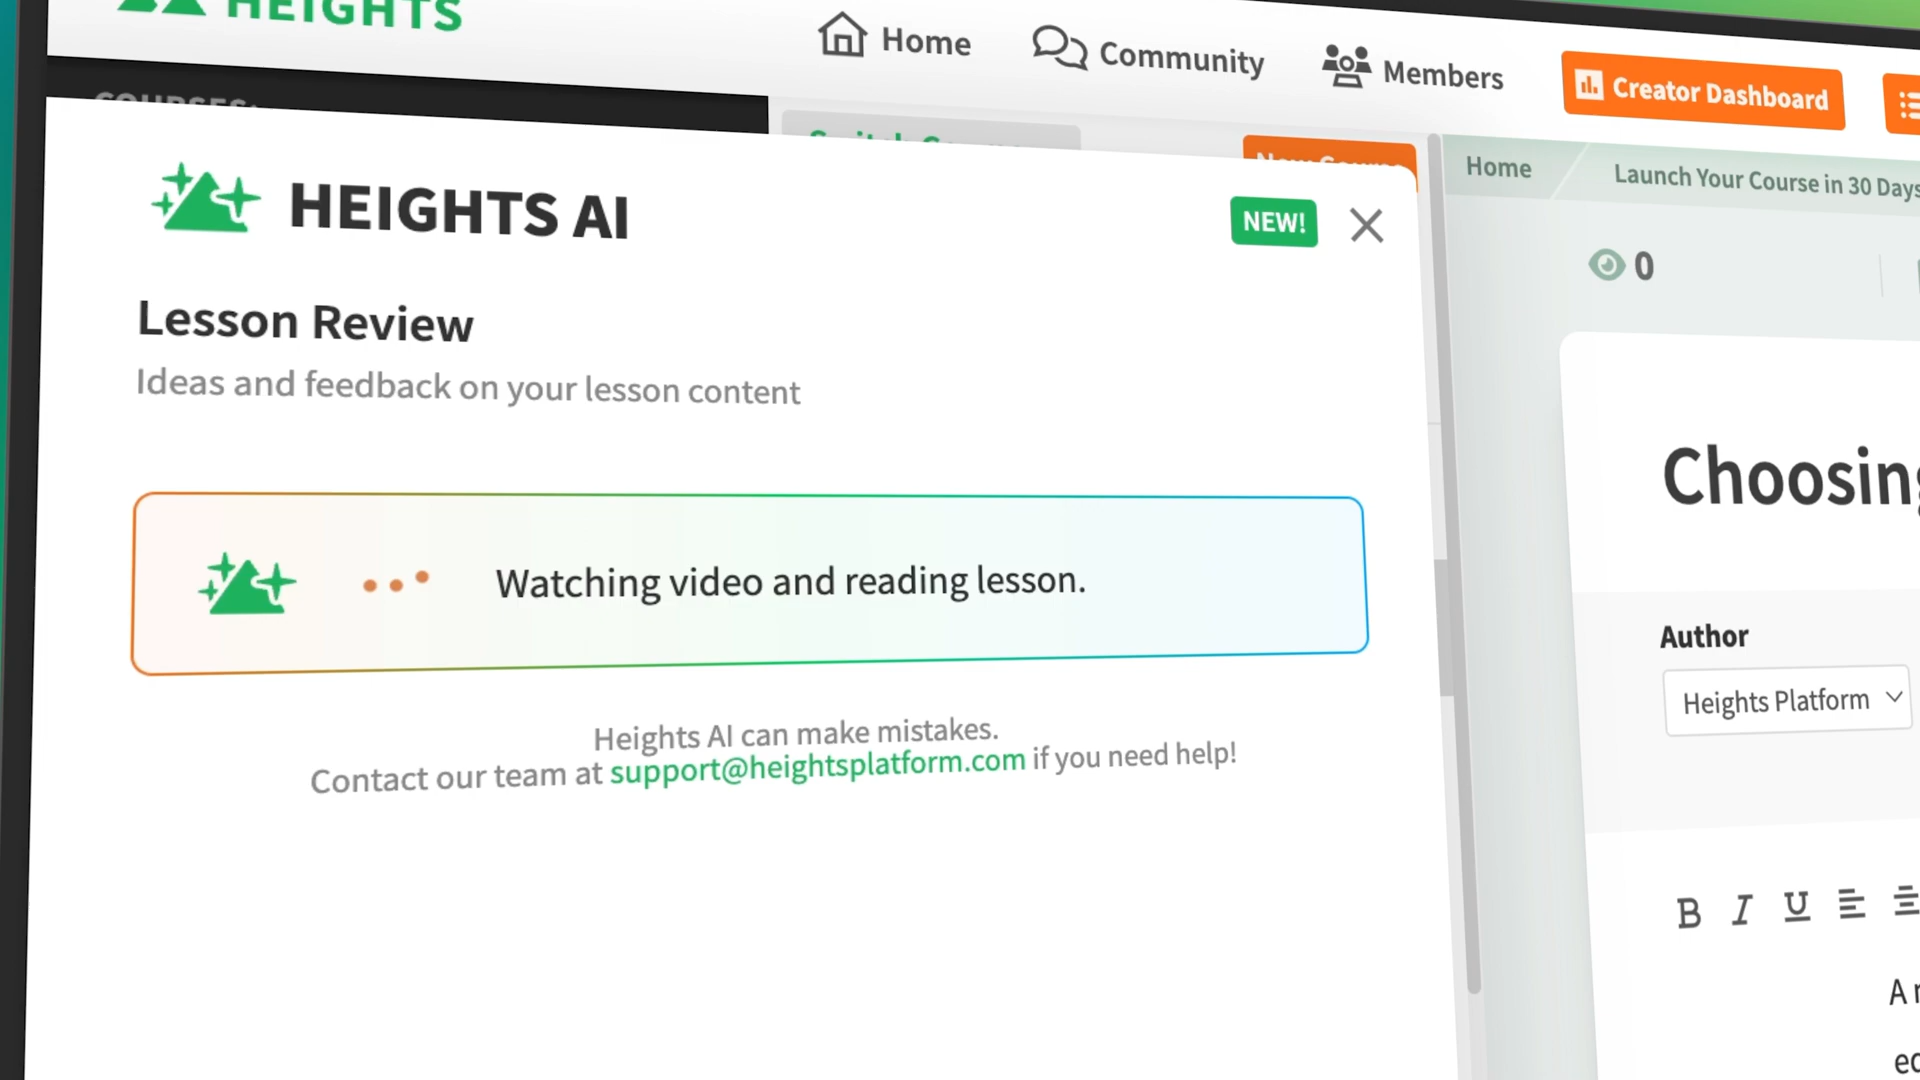 HEIGHTS
Home
Community
Members
Creator Dashboard
COURSES:
Home
Launch Your Course in 30 Days
HEIGHTS AI
NEW!
0
Lesson Review
Ideas and feedback on your lesson content
Choosing
Watching video and reading lesson.
Author
Heights Platform
Heights AI can make mistakes.
Contact our team at support@heightsplatform.com if you need help!
B I U
A